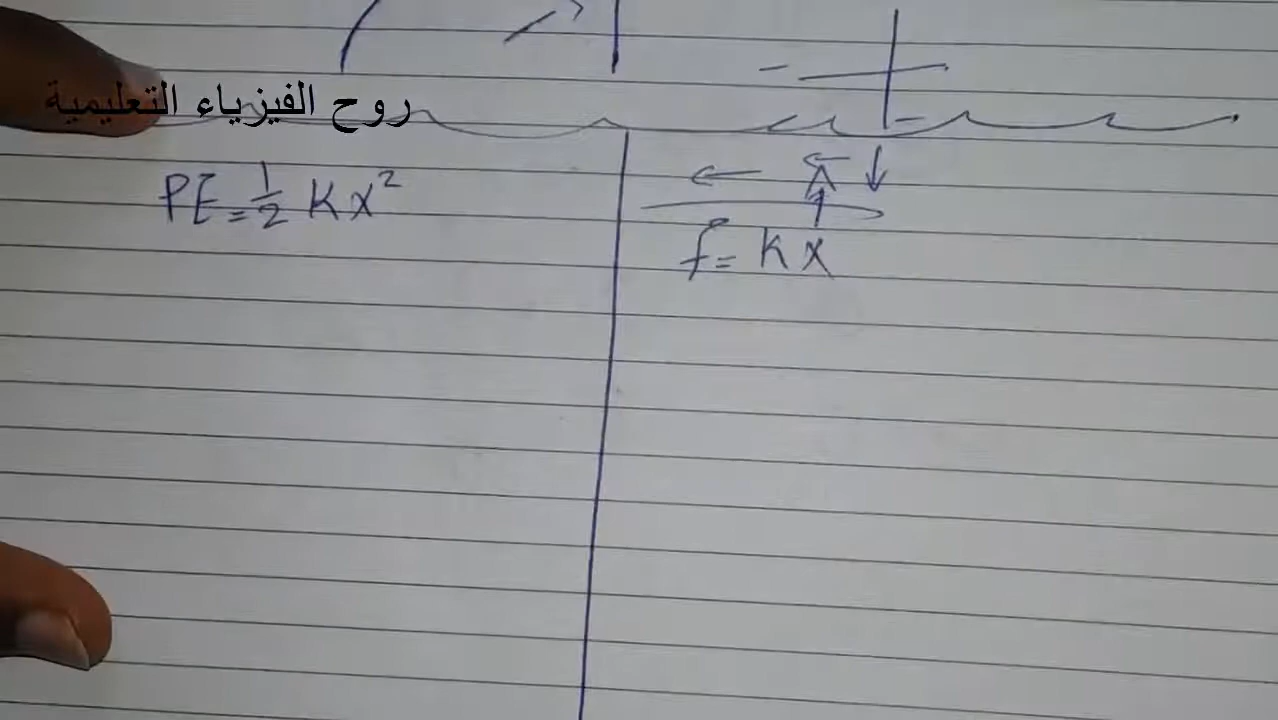 روح الفيزياء التعليمية
PE = 1/2 K x²
f = K x